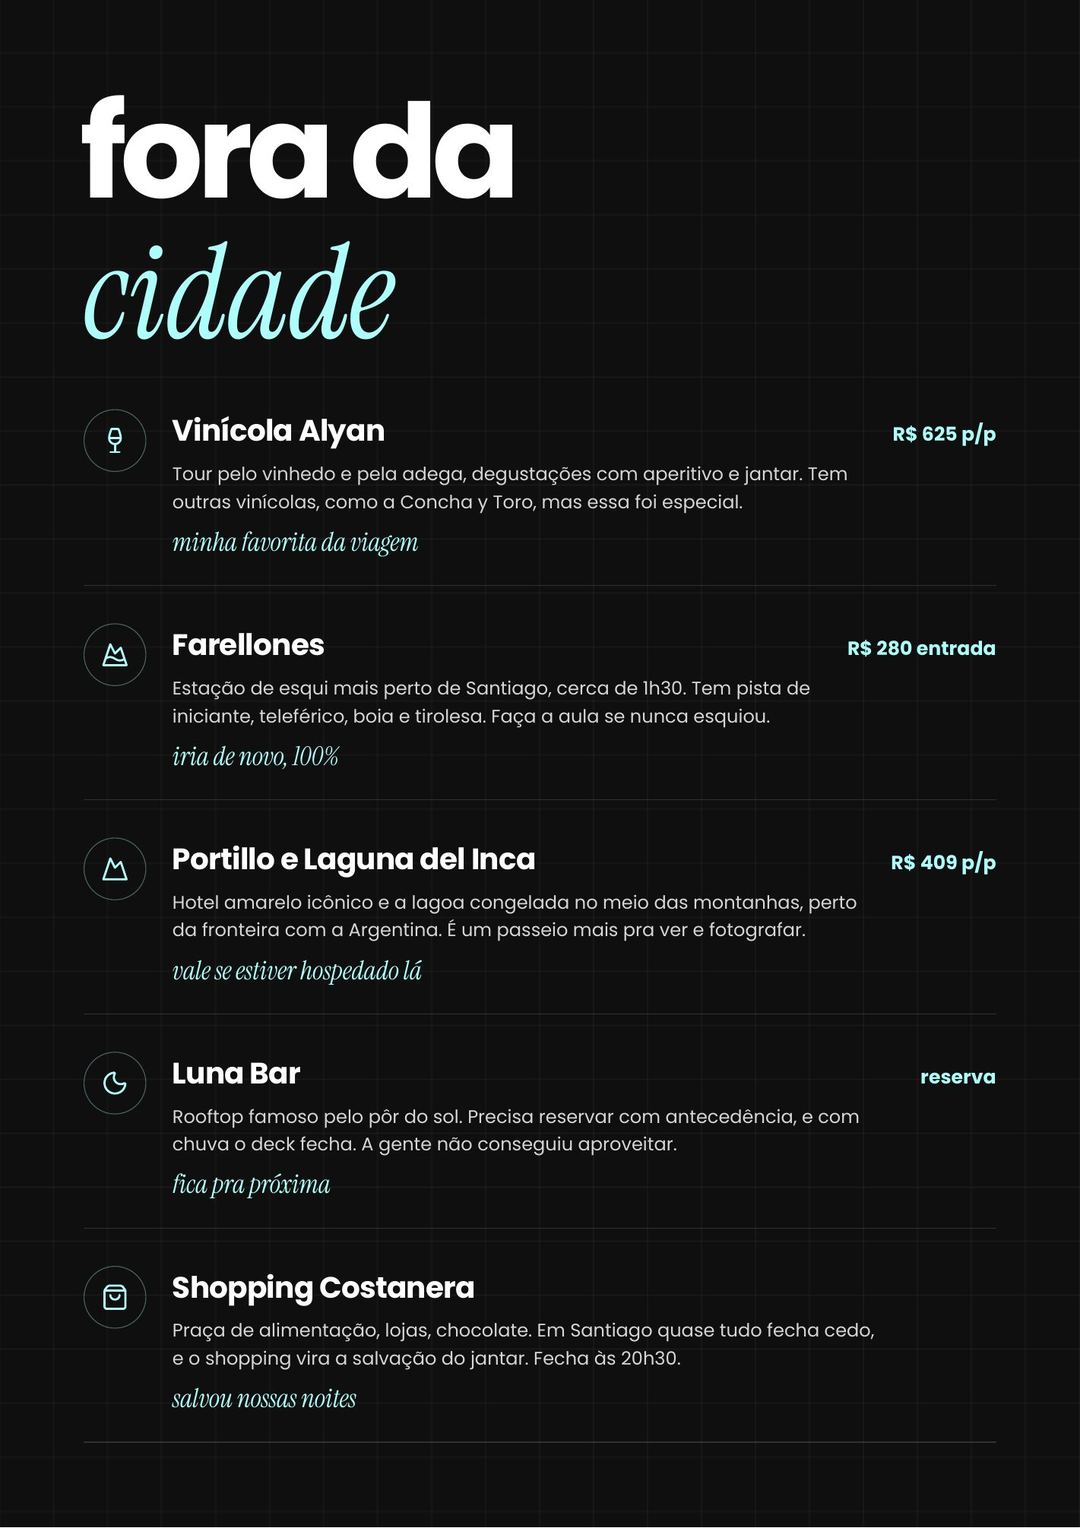 fora da
cidade
Vinícola Alyan
R$ 625 p/p
Tour pelo vinhedo e pela adega, degustações com aperitivo e jantar. Tem
outras vinícolas, como a Concha y Toro, mas essa foi especial.
minha favorita da viagem
Farellones
R$ 280 entrada
Estação de esqui mais perto de Santiago, cerca de 1h30. Tem pista de
iniciante, teleférico, boia e tirolesa. Faça a aula se nunca esquiou.
iria de novo, 100%
Portillo e Laguna del Inca
R$ 409 p/p
Hotel amarelo icônico e a lagoa congelada no meio das montanhas, perto
da fronteira com a Argentina. É um passeio mais pra ver e fotografar.
vale se estiver hospedado lá
Luna Bar
reserva
Rooftop famoso pelo pôr do sol. Precisa reservar com antecedência, e com
chuva o deck fecha. A gente não conseguiu aproveitar.
fica pra próxima
Shopping Costanera
Praça de alimentação, lojas, chocolate. Em Santiago quase tudo fecha cedo,
e o shopping vira a salvação do jantar. Fecha às 20h30.
salvou nossas noites